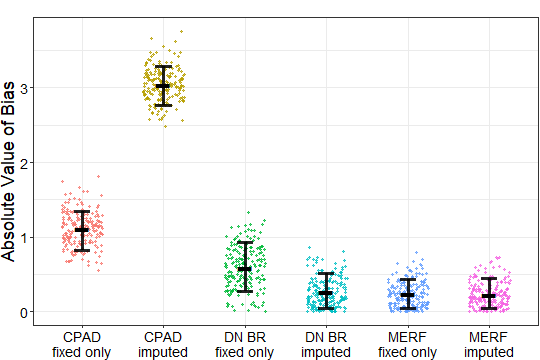 Absolute Value of Bias
3
2
1
0
CPAD
fixed only
CPAD
imputed
DN BR
fixed only
DN BR
imputed
MERF
fixed only
MERF
imputed